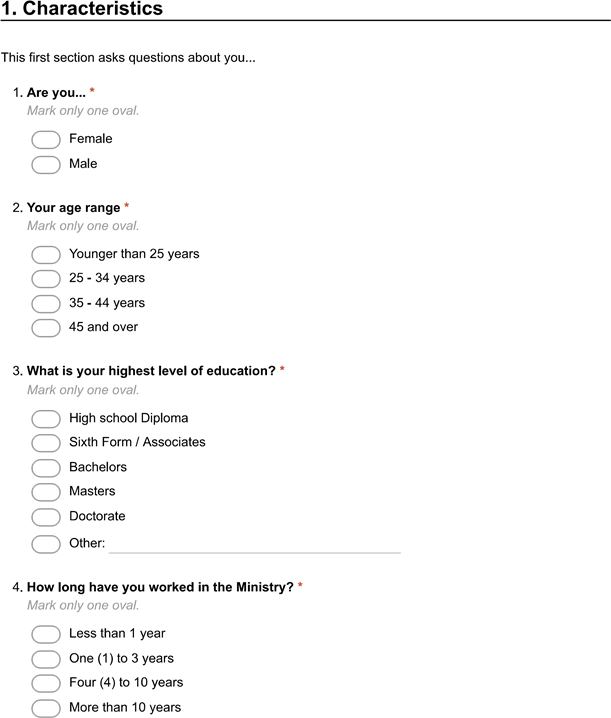 1. Characteristics
This first section asks questions about you...
1. Are you... *
Mark only one oval.
Female
Male
2. Your age range *
Mark only one oval.
Younger than 25 years
25 - 34 years
35 - 44 years
45 and over
3. What is your highest level of education? *
Mark only one oval.
High school Diploma
Sixth Form / Associates
Bachelors
Masters
Doctorate
Other:
4. How long have you worked in the Ministry? *
Mark only one oval.
Less than 1 year
One (1) to 3 years
Four (4) to 10 years
More than 10 years